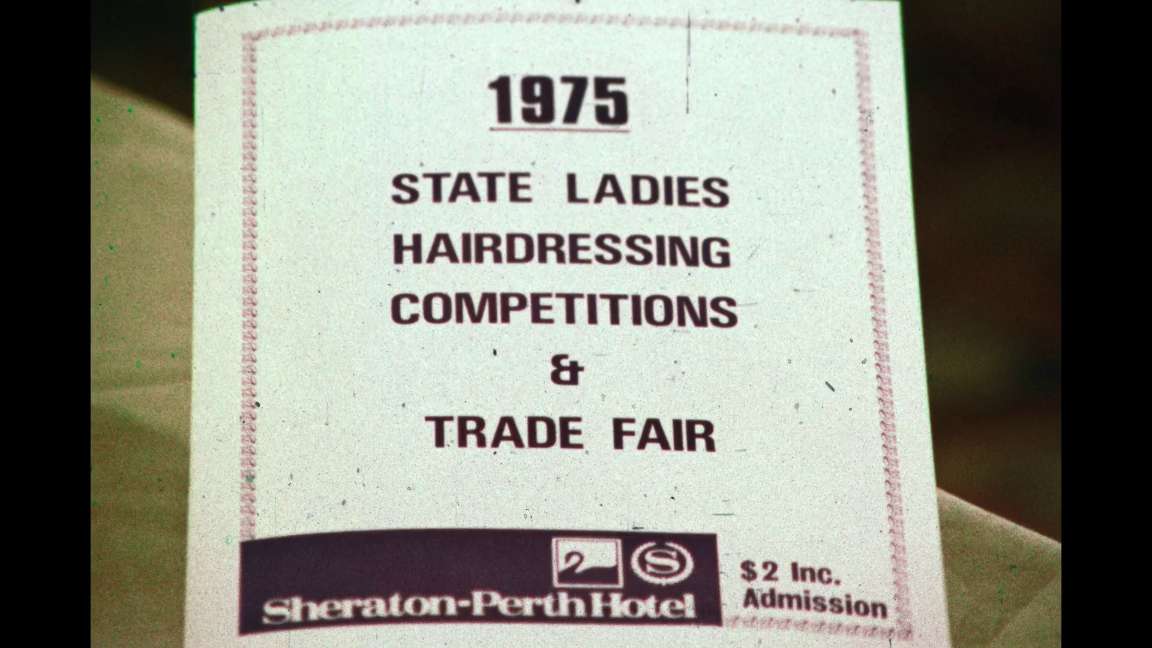 1975
STATE LADIES
HAIRDRESSING
COMPETITIONS
&
TRADE FAIR
S
Sheraton-Perth Hotel
$2 Inc.
Admission